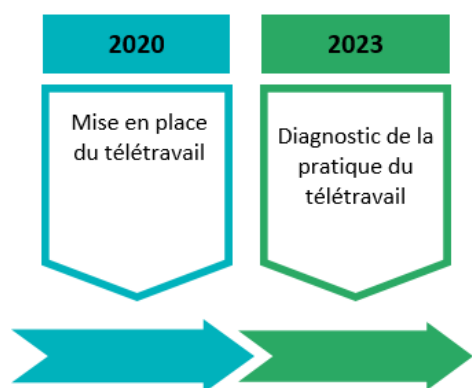 2020
2023
Mise en place
du télétravail
Diagnostic de la
pratique du
télétravail